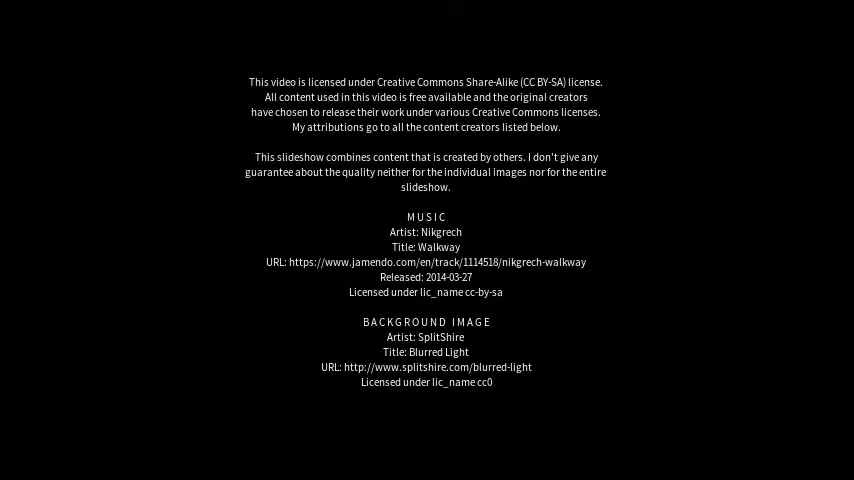 This video is licensed under Creative Commons Share-Alike (CC BY-SA) license.
All content used in this video is free available and the original creators
have chosen to release their work under various Creative Commons licenses.
My attributions go to all the content creators listed below.
This slideshow combines content that is created by others. I don't give any
guarantee about the quality neither for the individual images nor for the entire
slideshow.
MUSIC
Artist: Nikgrech
Title: Walkway
URL: https://www.jamendo.com/en/track/1114518/nikgrech-walkway
Released: 2014-03-27
Licensed under lic_name cc-by-sa
BACKGROUND IMAGE
Artist: SplitShire
Title: Blurred Light
URL: http://www.splitshire.com/blurred-light
Licensed under lic_name cc0